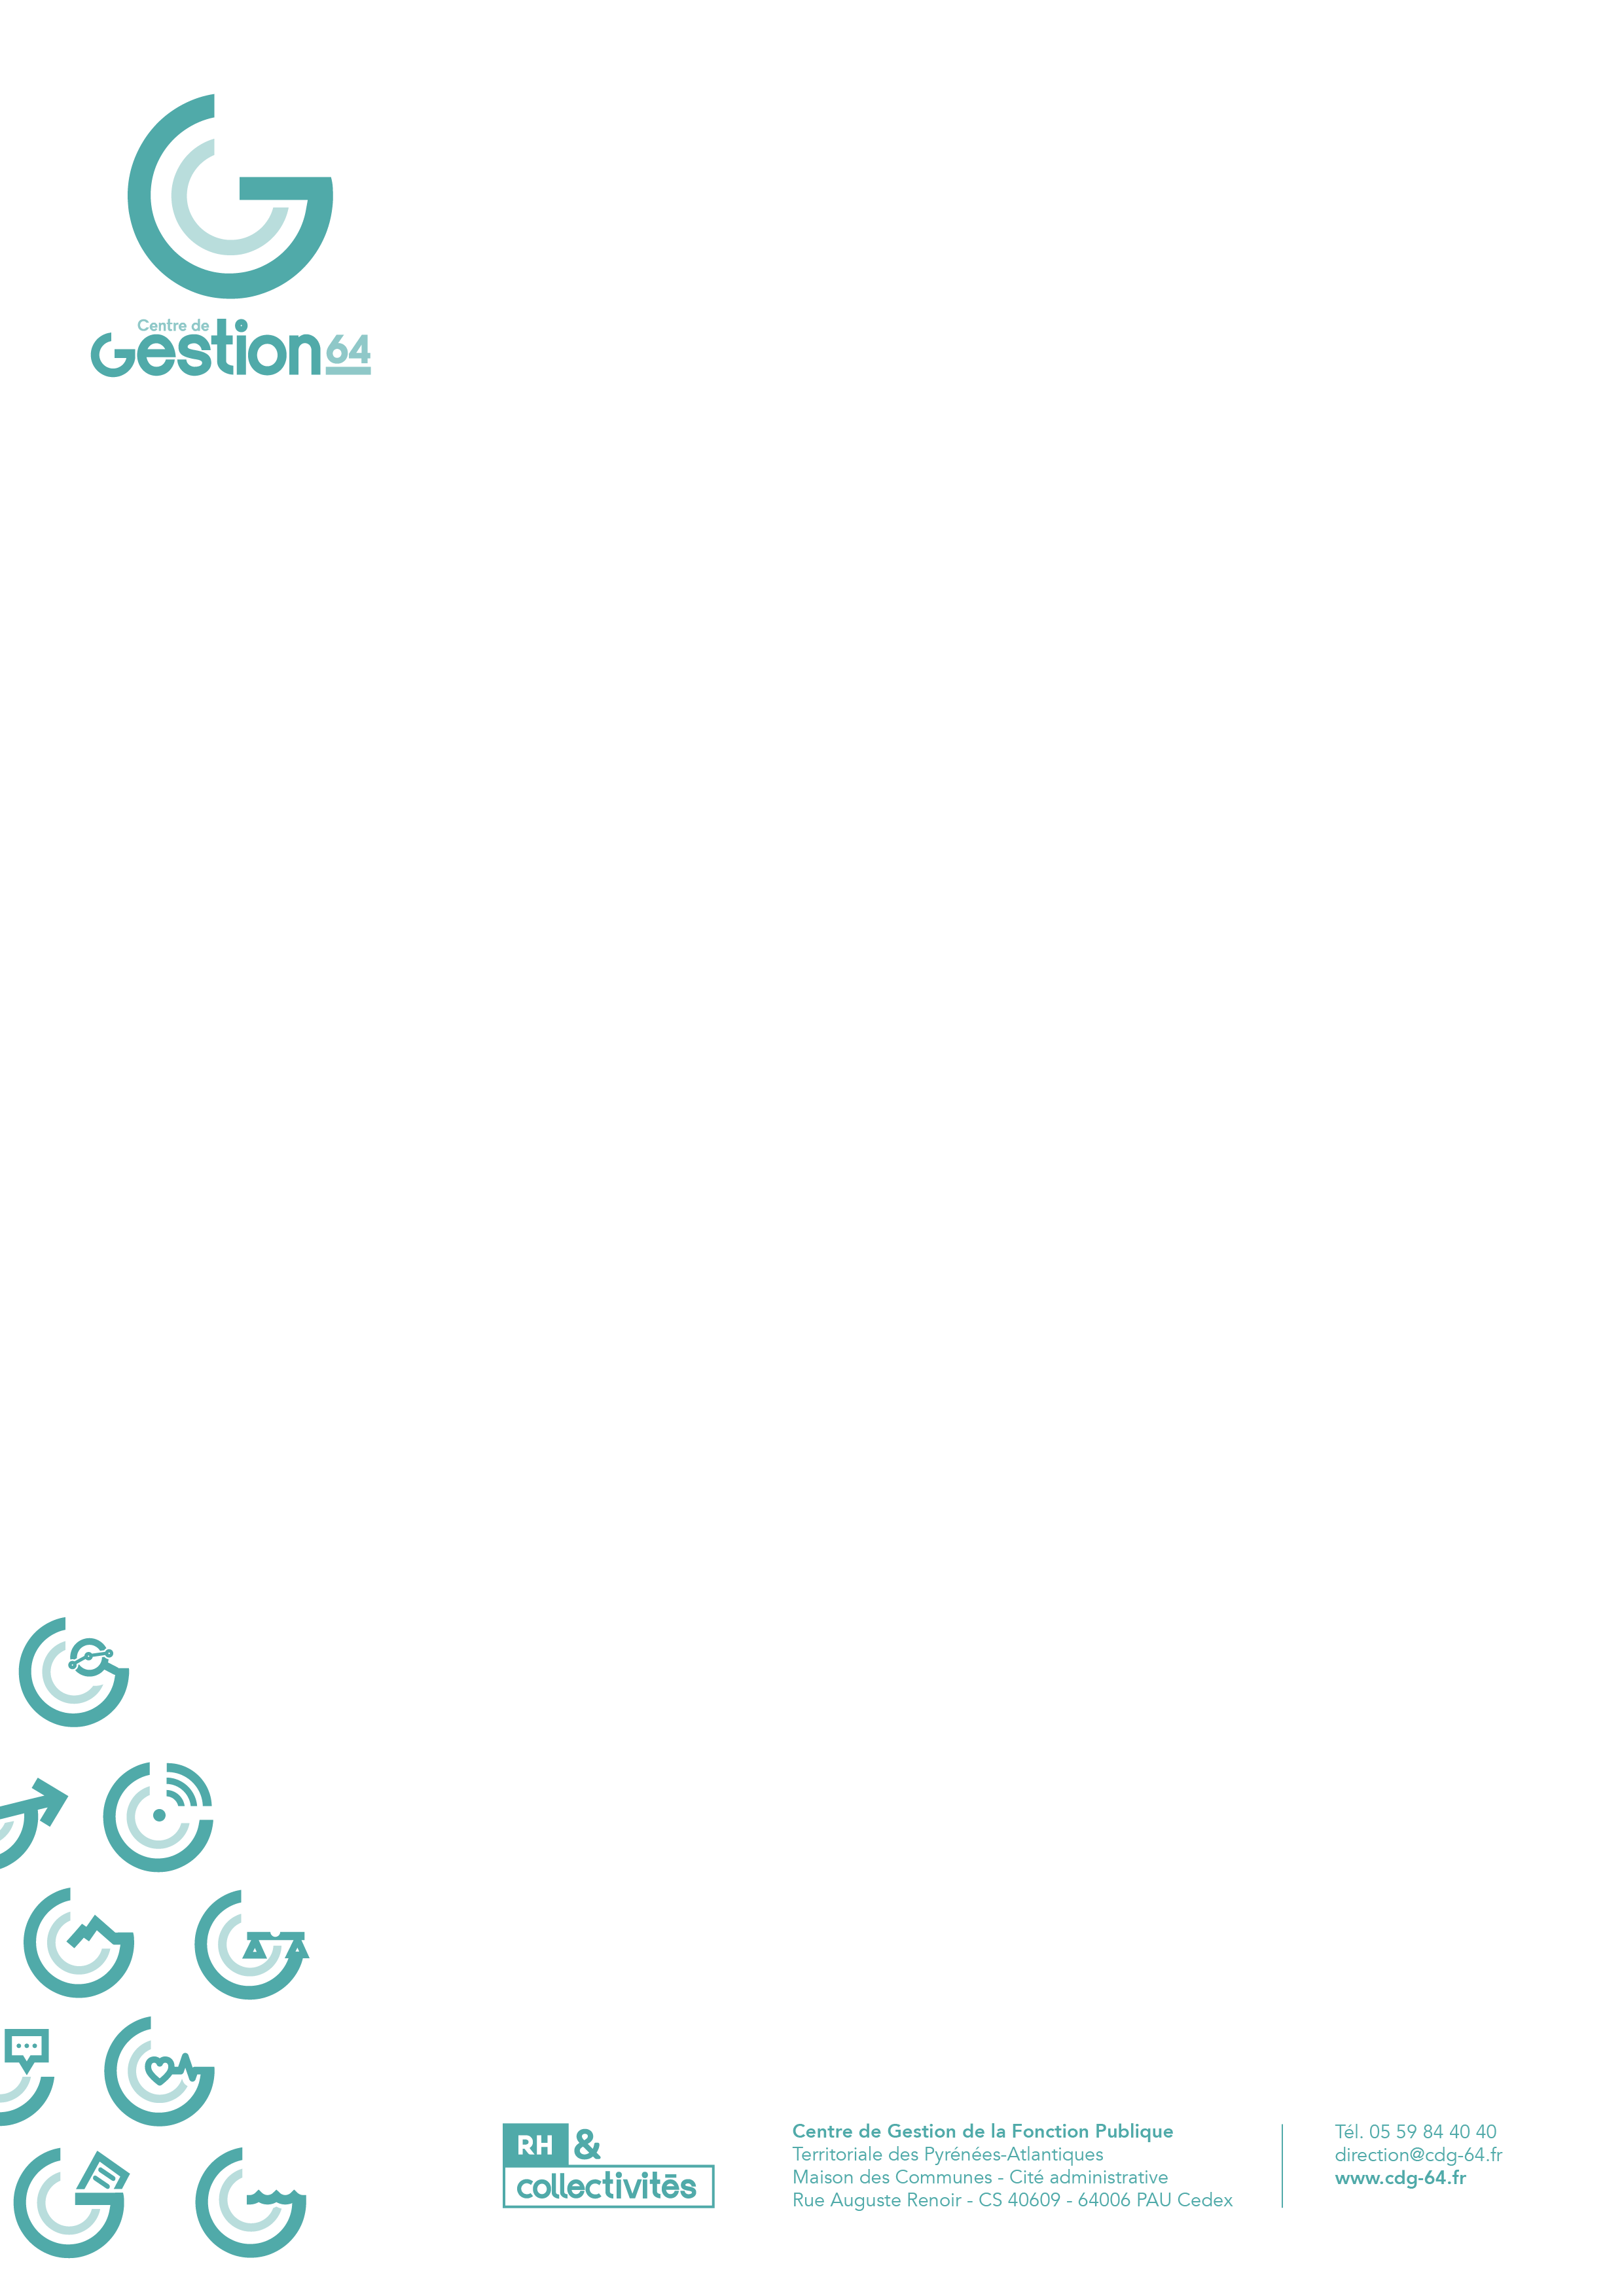 Centre de
Gestion 64
RH &
collectivités
Centre de Gestion de la Fonction Publique
Territoriale des Pyrénées-Atlantiques
Maison des Communes - Cité administrative
Rue Auguste Renoir - CS 40609 - 64006 PAU Cedex
Tél. 05 59 84 40 40
direction@cdg-64.fr
www.cdg-64.fr